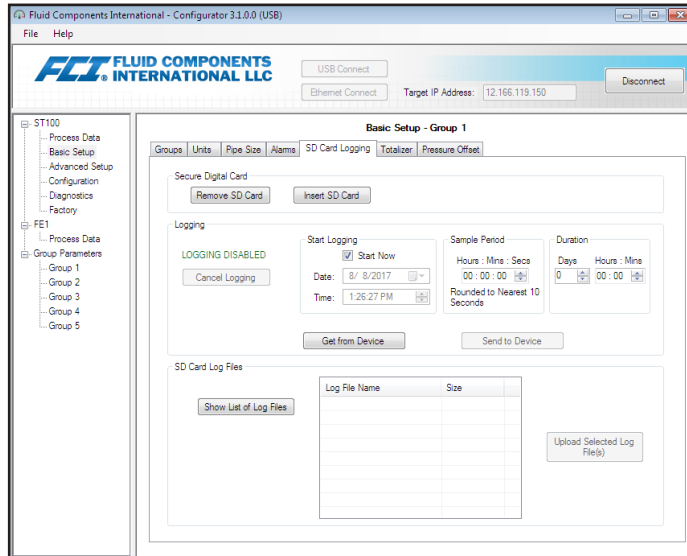 Fluid Components International - Configurator 3.1.0.0 (USB)
File Help
FCI. FLUID COMPONENTS
INTERNATIONAL LLC
USB Connect
Ethernet Connect Target IP Address: 12.166.119.150
Disconnect
ST100
Process Data
Basic Setup
Advanced Setup
Configuration
Diagnostics
Factory
FE1
Process Data
Group Parameters
Group 1
Group 2
Group 3
Group 4
Group 5
Basic Setup - Group 1
Groups Units Pipe Size Alarms SD Card Logging Totalizer Pressure Offset
Secure Digital Card
Remove SD Card Insert SD Card
Logging
LOGGING DISABLED
Cancel Logging
Start Logging
Start Now
Date: 8/ 8/2017
Time: 1:26:27 PM
Sample Period
Hours : Mins : Secs
00 : 00 : 00
Rounded to Nearest 10
Seconds
Duration
Days Hours : Mins
0 00 : 00
Get from Device Send to Device
SD Card Log Files
Show List of Log Files
Log File Name Size
Upload Selected Log
File(s)